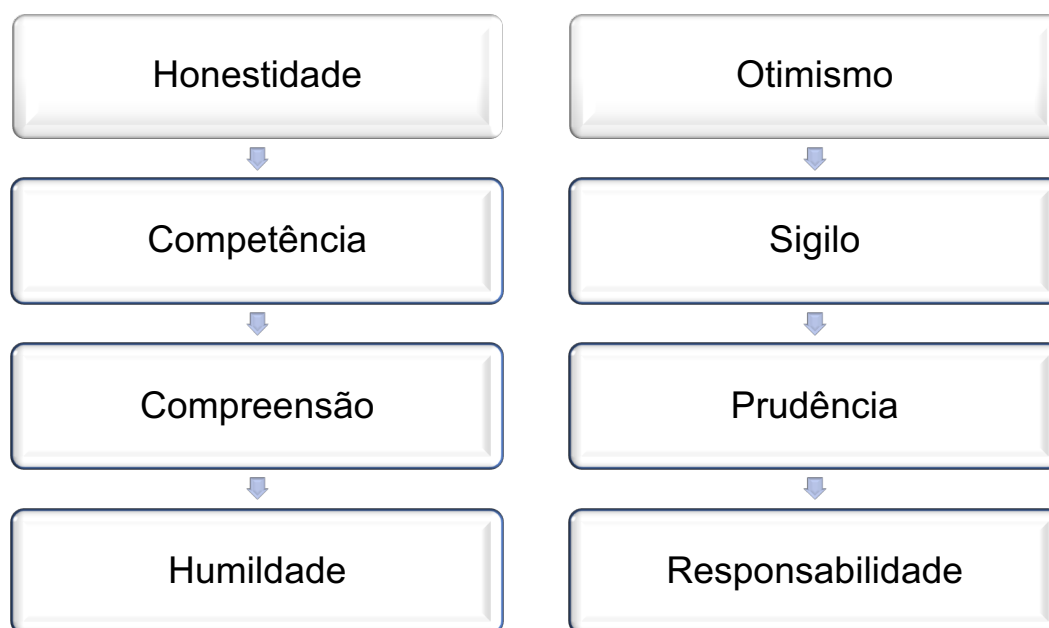 Honestidade
Competência
Compreensão
Humildade
Otimismo
Sigilo
Prudência
Responsabilidade